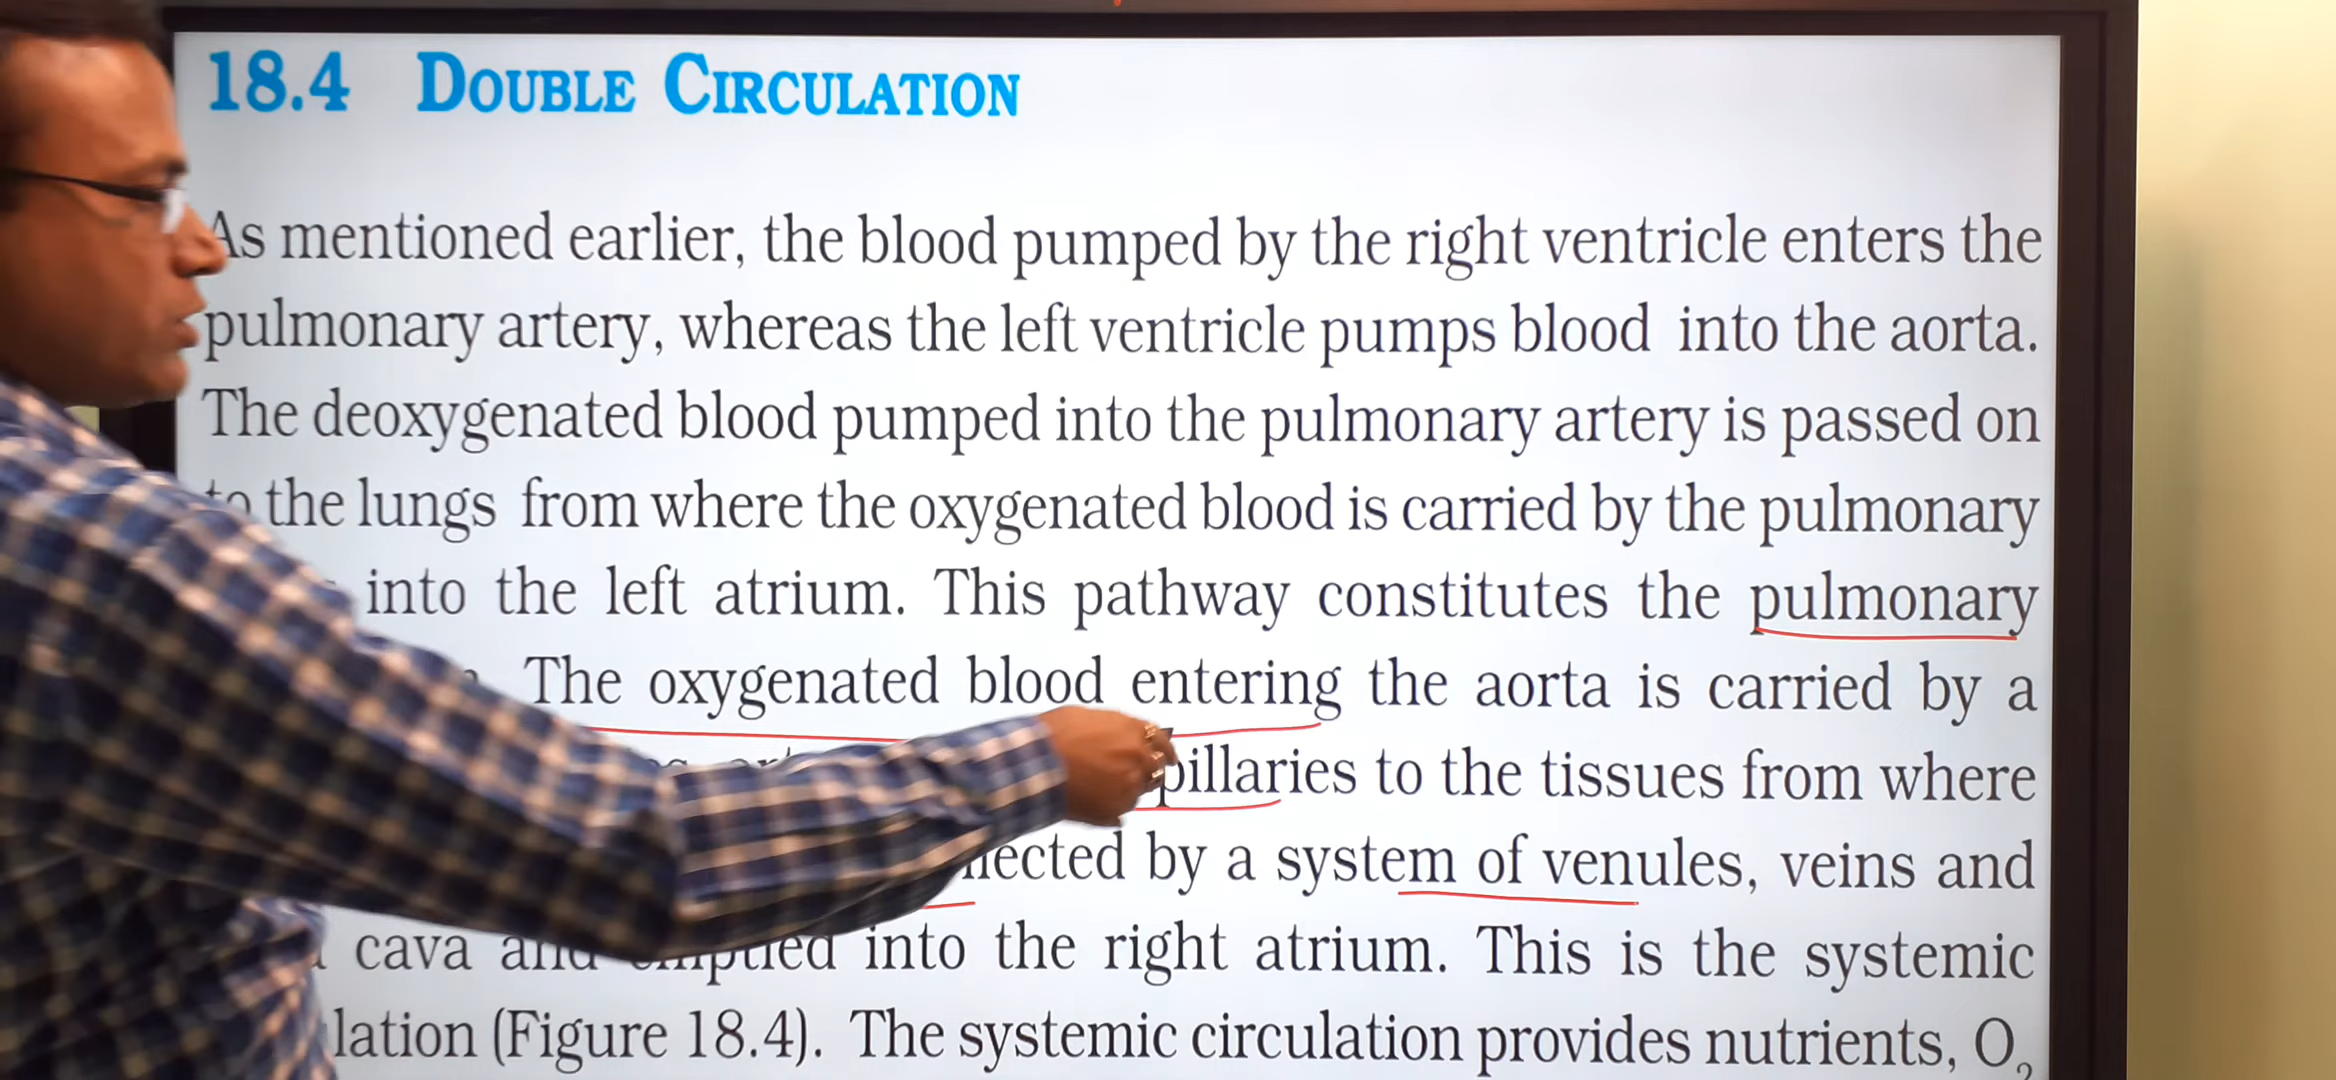 18.4 DOUBLE CIRCULATION
As mentioned earlier, the blood pumped by the right ventricle enters the
pulmonary artery, whereas the left ventricle pumps blood into the aorta.
The deoxygenated blood pumped into the pulmonary artery is passed on
to the lungs from where the oxygenated blood is carried by the pulmonary
into the left atrium. This pathway constitutes the pulmonary
The oxygenated blood entering the aorta is carried by a
pillaries to the tissues from where
lected by a system of venules, veins and
cava and emptied into the right atrium. This is the systemic
lation (Figure 18.4). The systemic circulation provides nutrients, O₂